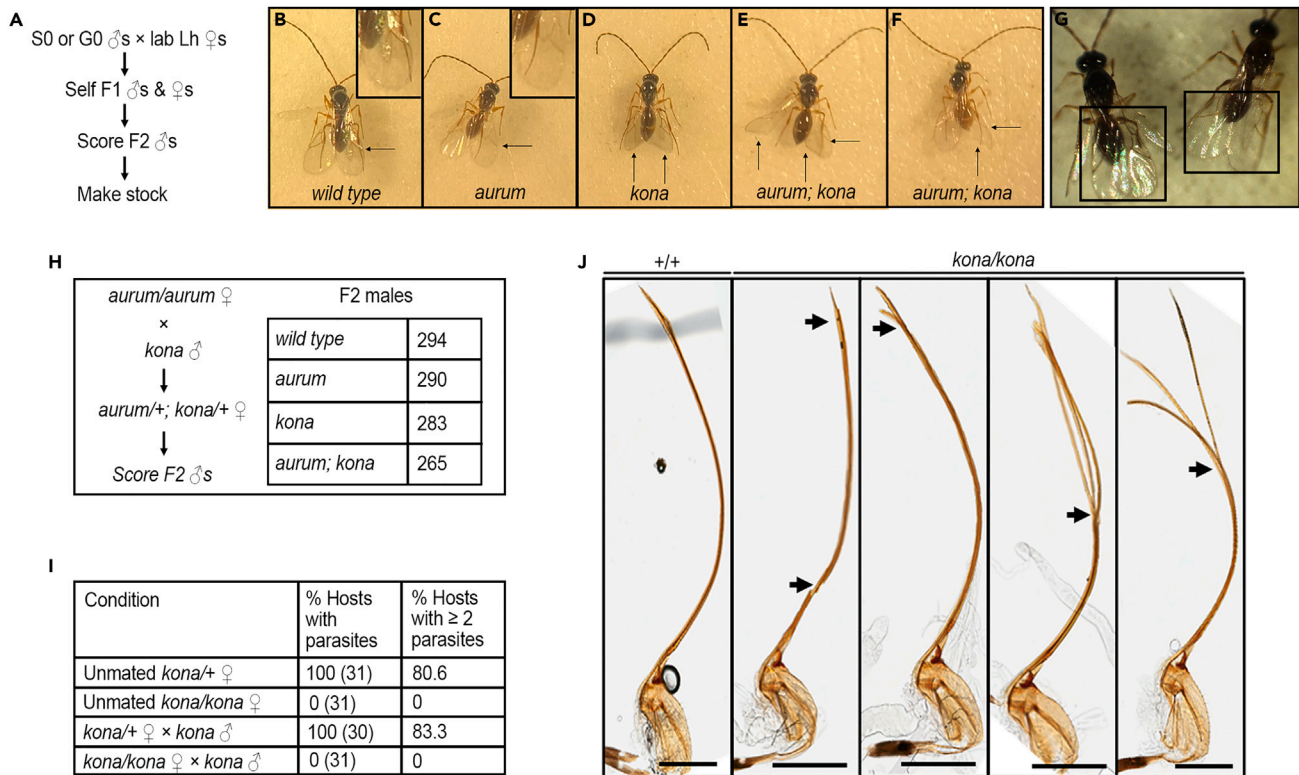 A
S0 or G0 ♂s × lab Lh ♀s
Self F1 ♂s & ♀s
Score F2 ♂s
Make stock
B
wild type
C
aurum
D
kona
E
aurum; kona
F
aurum; kona
G
H
aurum/aurum ♀
×
kona ♂
aurum/+; kona/+ ♀
Score F2 ♂s
F2 males
wild type 294
aurum 290
kona 283
aurum; kona 265
I
Condition
% Hosts
with
parasites
% Hosts
with ≥ 2
parasites
Unmated kona/+ ♀ 100 (31) 80.6
Unmated kona/kona ♀ 0 (31) 0
kona/+ ♀ × kona ♂ 100 (30) 83.3
kona/kona ♀ × kona ♂ 0 (31) 0
J
+/+
kona/kona